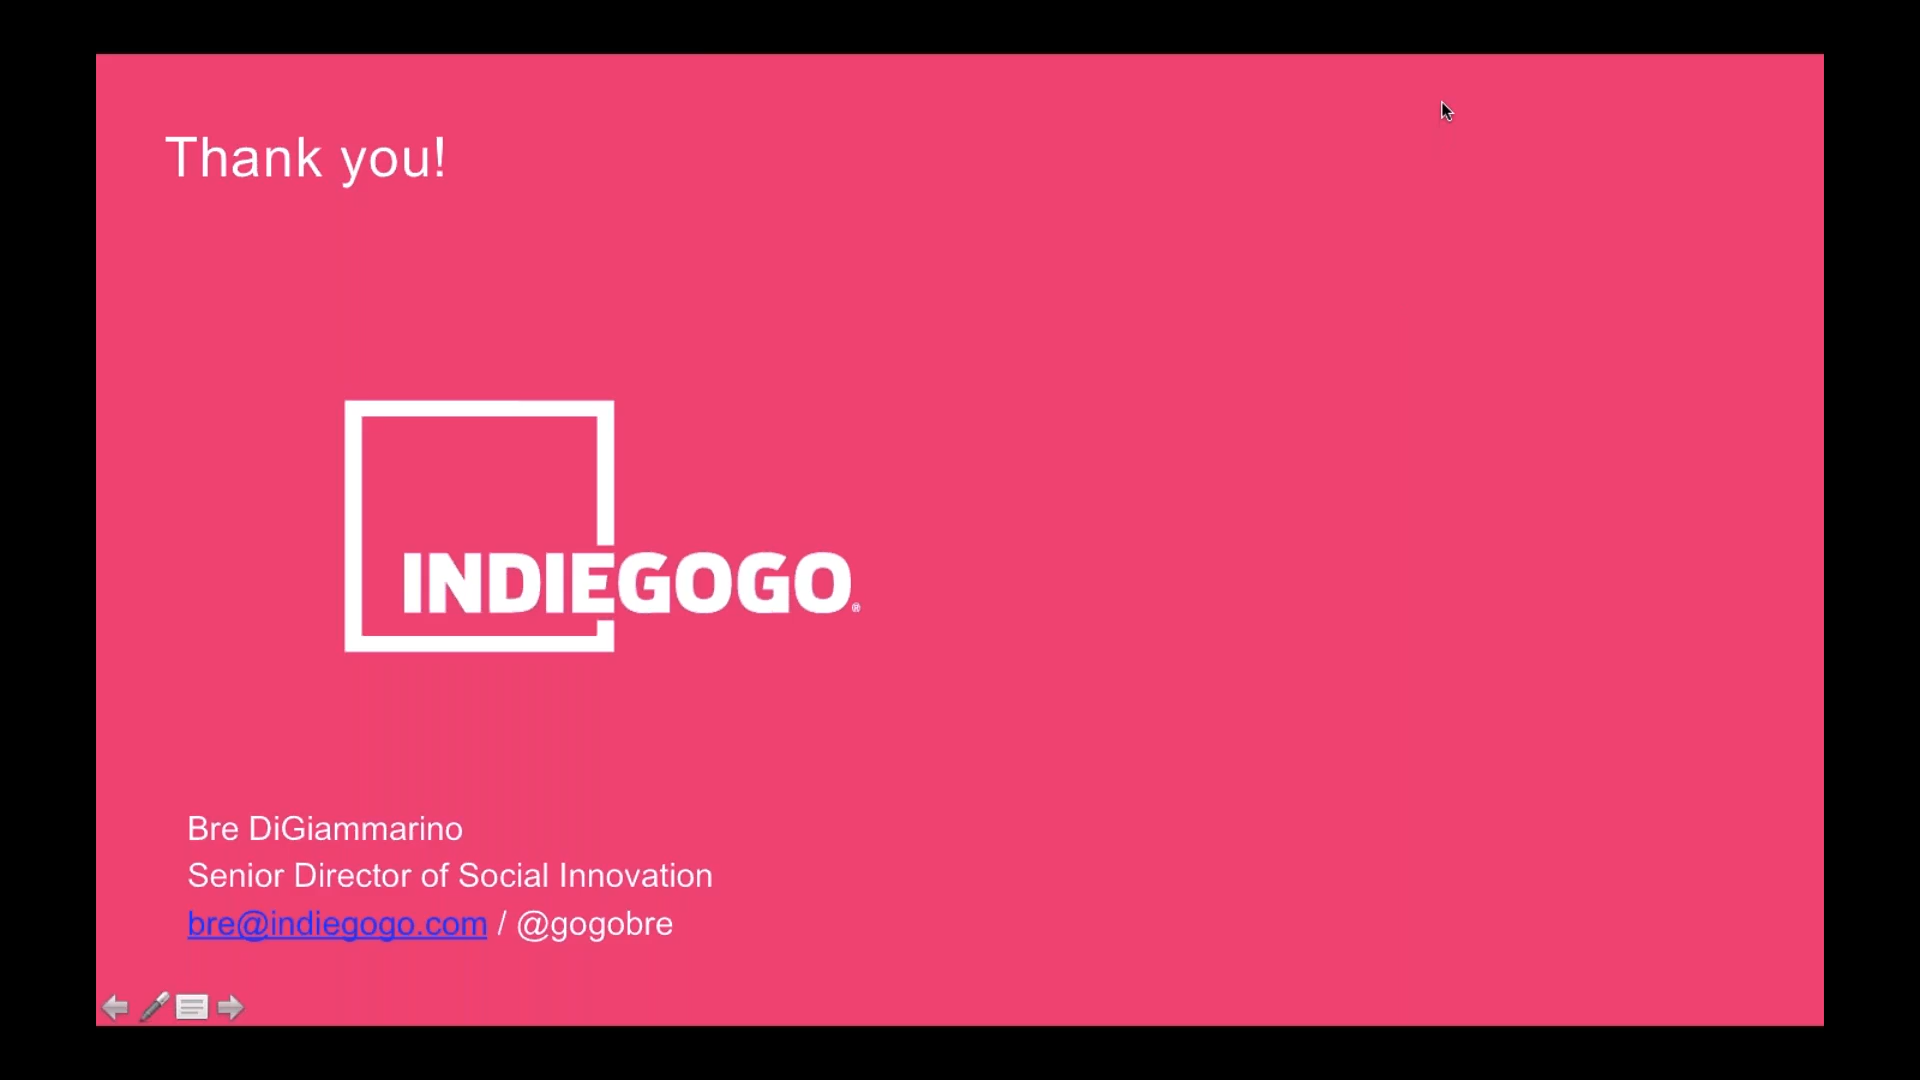 Thank you!
INDIEGOGO®
Bre DiGiammarino
Senior Director of Social Innovation
bre@indiegogo.com / @gogobre